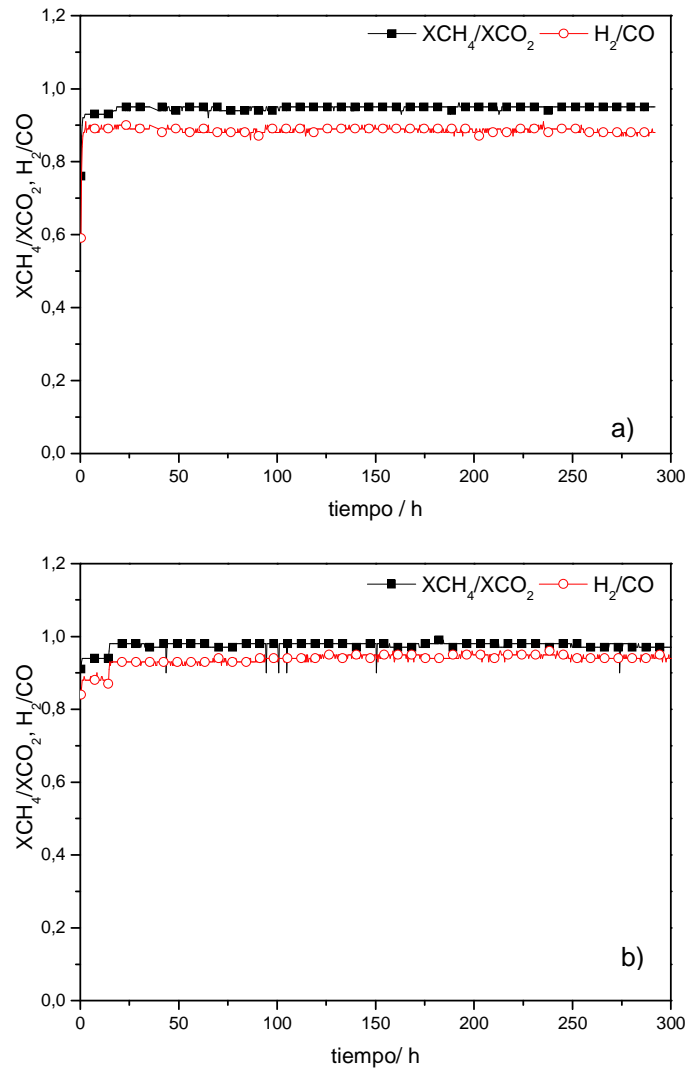 1,2
XCH₄/XCO₂ H₂/CO
1,0
0,8
0,6
0,4
0,2
0,0
XCH₄/XCO₂, H₂/CO
a)
0 50 100 150 200 250 300
tiempo / h
1,2
XCH₄/XCO₂ H₂/CO
1,0
0,8
0,6
0,4
0,2
0,0
XCH₄/XCO₂, H₂/CO
b)
0 50 100 150 200 250 300
tiempo/ h